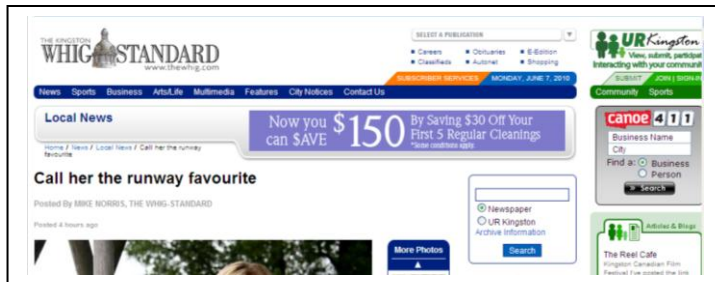 THE KINGSTON
WHIG STANDARD
www.thewhig.com
SELECT A PUBLICATION
Careers
Obituaries
E-Edition
Classifieds
Autonet
Shopping
SUBSCRIBER SERVICES
MONDAY, JUNE 7, 2010
News Sports Business Arts/Life Multimedia Features City Notices Contact Us
Local News
Now you can $AVE $150 By Saving $30 Off Your
First 5 Regular Cleanings
*Some conditions apply
Home / News / Local News / Call her the runway
favourite
Call her the runway favourite
Posted By MIKE NORRIS, THE WHIG-STANDARD
Posted 4 hours ago
More Photos
Newspaper
UR Kingston
Archive Information
Search
UR Kingston
View, submit, participat
Interacting with your communit
SUBMIT JOIN | SIGN-IN
Community Sports
canoe 411
Business Name
City
Find a: Business
Person
Search
Articles & Blogs
The Reel Cafe
Kingston Canadian Film
Festival I've posted the link